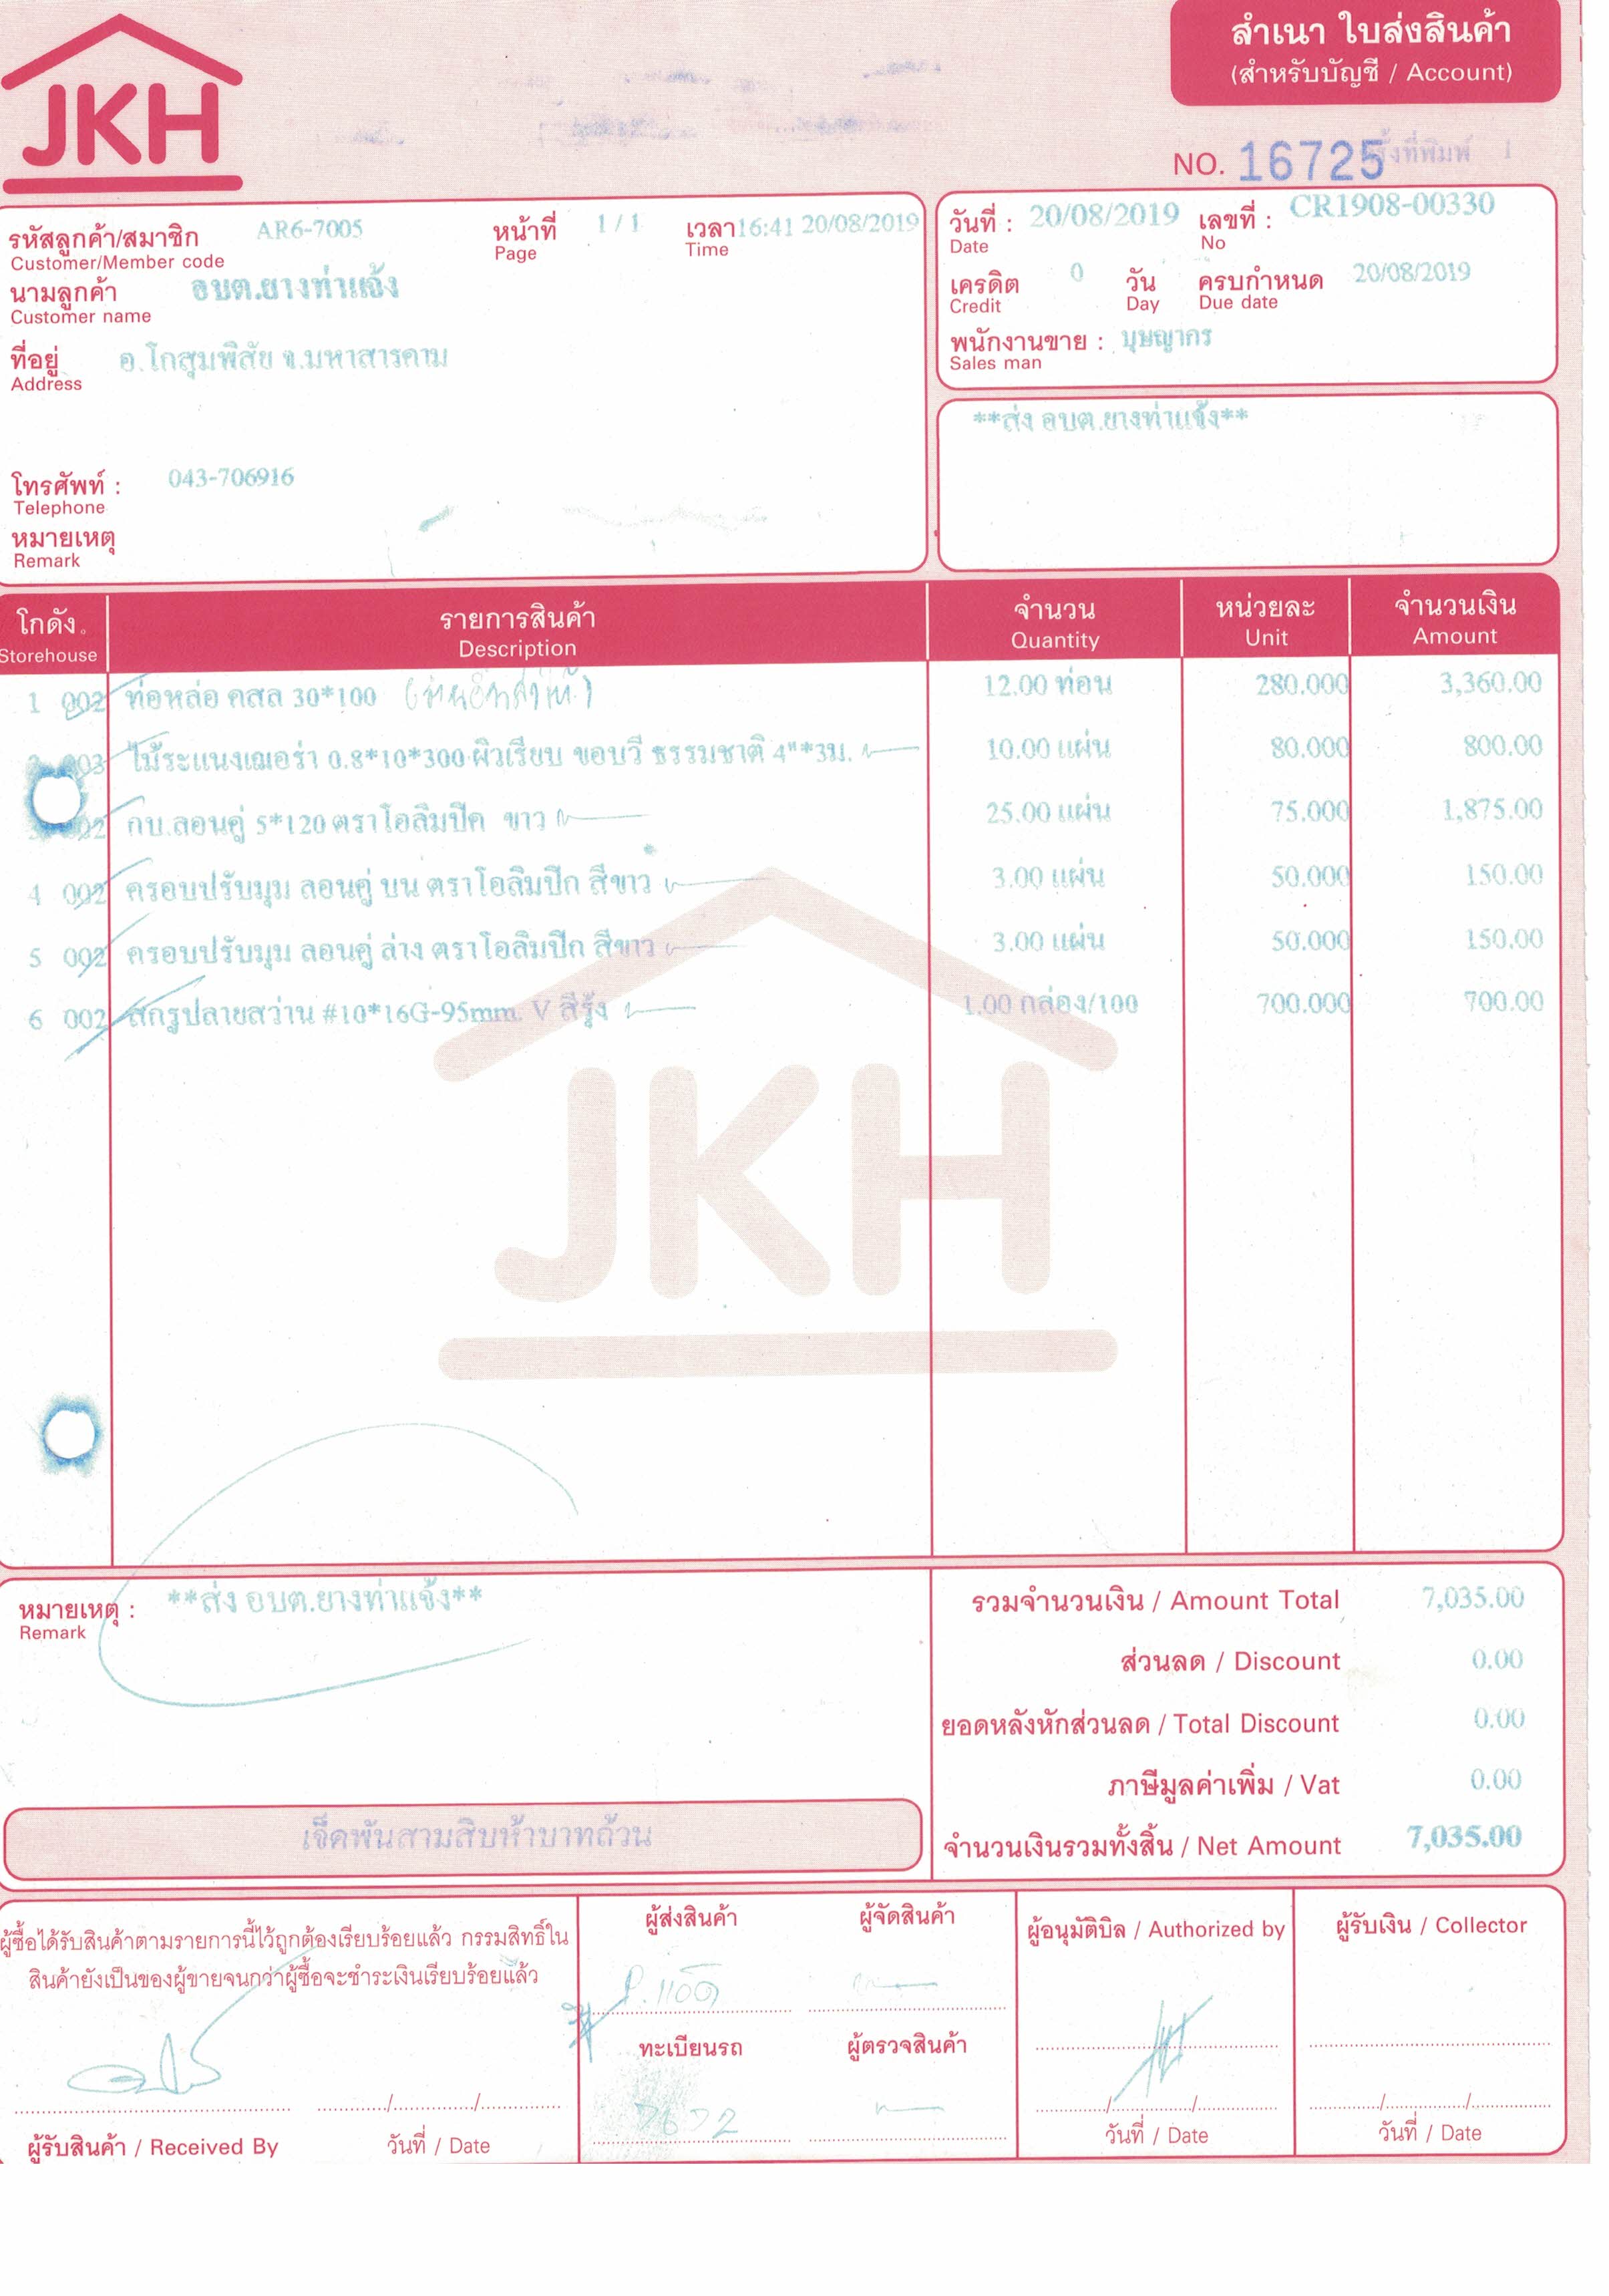 JKH
สำเนา ใบส่งสินค้า
(สำหรับบัญชี / Account)
NO. 16725 ครั้งที่พิมพ์ 1
รหัสลูกค้า/สมาชิก AR6-7005 หน้าที่ 1 / 1 เวลา 16:41 20/08/2019
Customer/Member code Page Time
นามลูกค้า อบต.ยางท่าแจ้ง
Customer name
ที่อยู่ อ.โกสุมพิสัย จ.มหาสารคาม
Address
โทรศัพท์ : 043-706916
Telephone
หมายเหตุ
Remark
วันที่ : 20/08/2019 เลขที่ : CR1908-00330
Date No
เครดิต 0 วัน ครบกำหนด 20/08/2019
Credit Day Due date
พนักงานขาย : บุษญากร
Sales man
**ส่ง อบต.ยางท่าแจ้ง**
โกดัง รายการสินค้า จำนวน หน่วยละ จำนวนเงิน
Storehouse Description Quantity Unit Amount
1 002 ท่อหล่อ คสล 30*100 12.00 ท่อน 280.000 3,360.00
003 ไม้ระแนงเฌอร่า 0.8*10*300 ผิวเรียบ ขอบวี ธรรมชาติ 4"*3ม. 10.00 แผ่น 80.000 800.00
กบ.ลอนคู่ 5*120 ตราโอลิมปิค ขาว 25.00 แผ่น 75.000 1,875.00
4 002 ครอบปรับมุม ลอนคู่ บน ตราโอลิมปิก สีขาว 3.00 แผ่น 50.000 150.00
5 002 ครอบปรับมุม ลอนคู่ ล่าง ตราโอลิมปิก สีขาว 3.00 แผ่น 50.000 150.00
6 002 สกรูปลายสว่าน #10*16G-95mm. V สีรุ้ง 1.00 กล่อง/100 700.000 700.00
JKH
หมายเหตุ : **ส่ง อบต.ยางท่าแจ้ง**
Remark
รวมจำนวนเงิน / Amount Total 7,035.00
ส่วนลด / Discount 0.00
ยอดหลังหักส่วนลด / Total Discount 0.00
ภาษีมูลค่าเพิ่ม / Vat 0.00
เจ็ดพันสามสิบห้าบาทถ้วน
จำนวนเงินรวมทั้งสิ้น / Net Amount 7,035.00
ผู้ซื้อได้รับสินค้าตามรายการนี้ไว้ถูกต้องเรียบร้อยแล้ว กรรมสิทธิ์ใน
สินค้ายังเป็นของผู้ขายจนกว่าผู้ซื้อจะชำระเงินเรียบร้อยแล้ว
ผู้รับสินค้า / Received By วันที่ / Date
ผู้ส่งสินค้า ผู้จัดสินค้า
ทะเบียนรถ ผู้ตรวจสินค้า
7672
ผู้อนุมัติบิล / Authorized by
วันที่ / Date
ผู้รับเงิน / Collector
วันที่ / Date